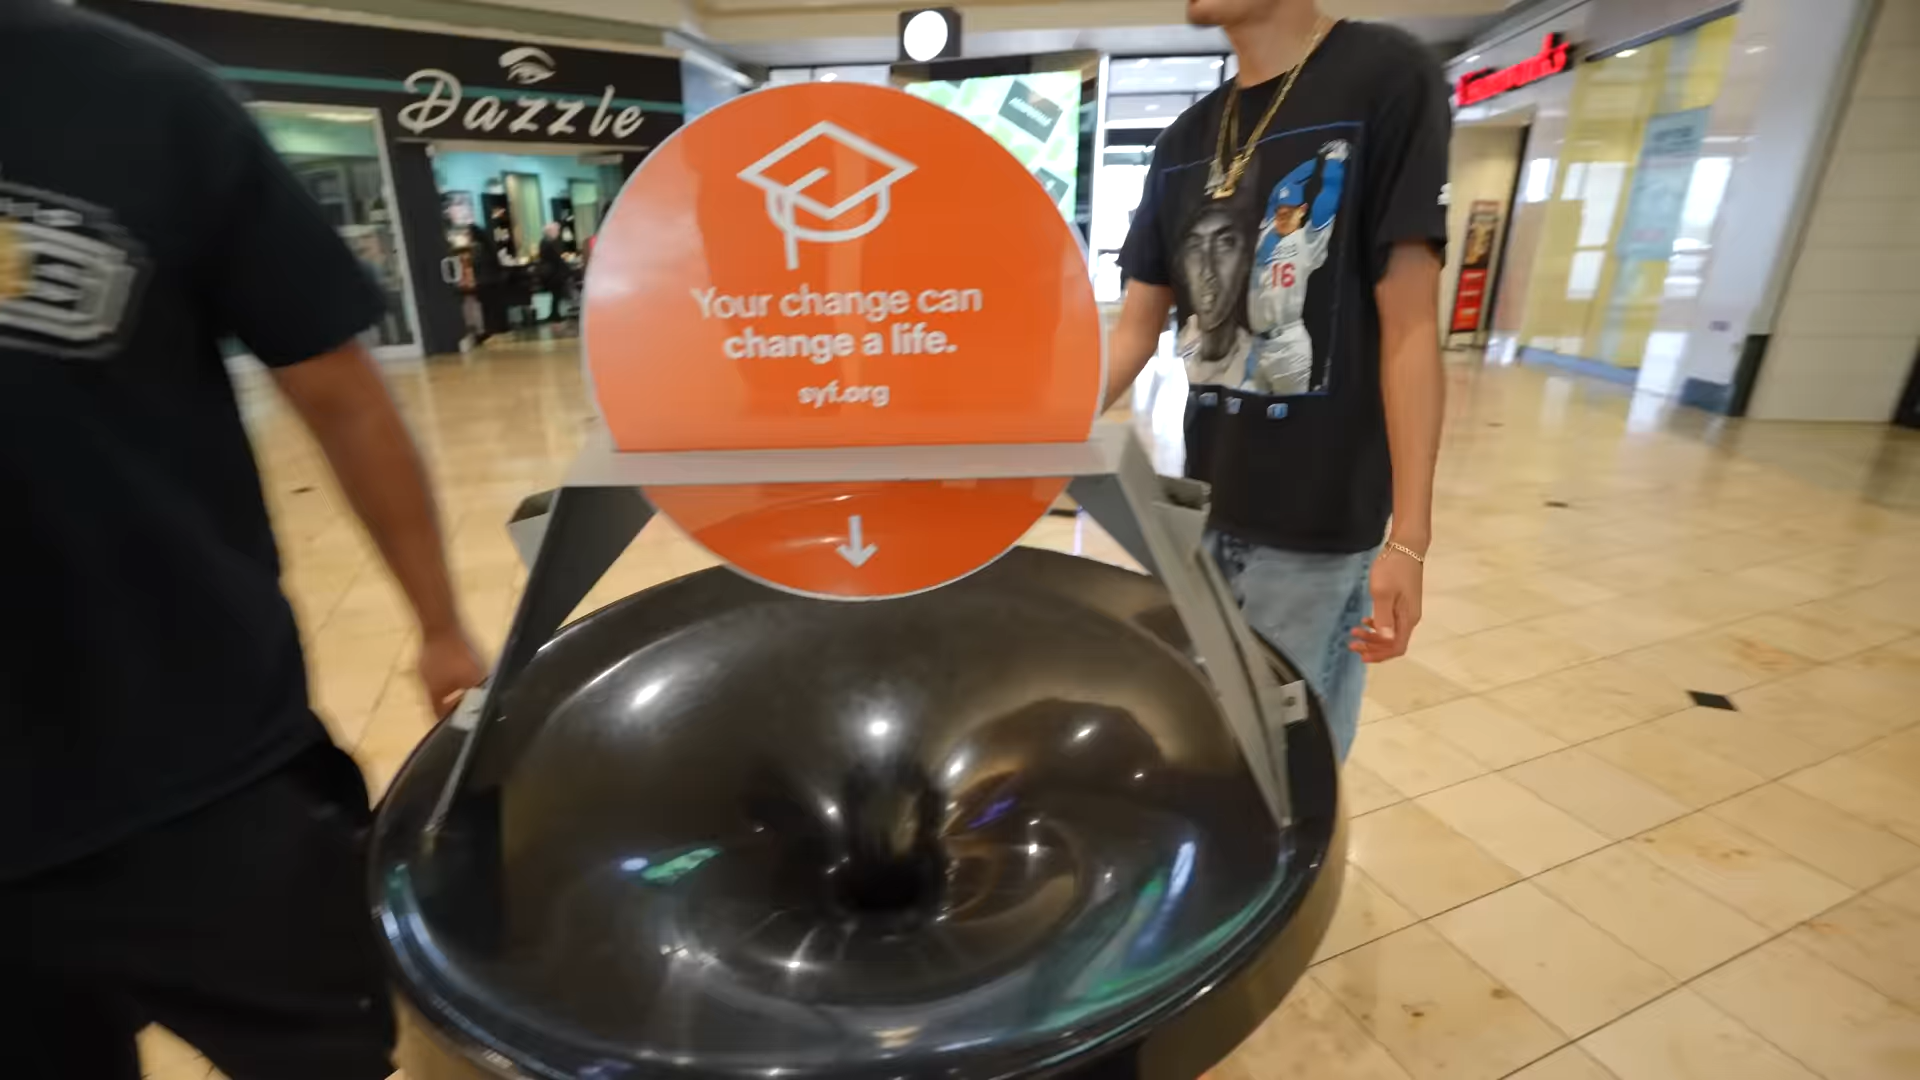 Dazzle
Your change can
change a life.
syf.org
16